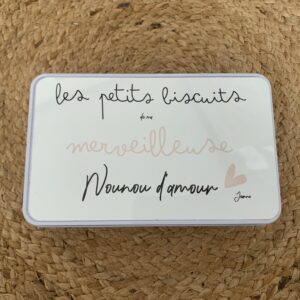 les petits biscuits
de ma
merveilleuse
Nounou d'amour